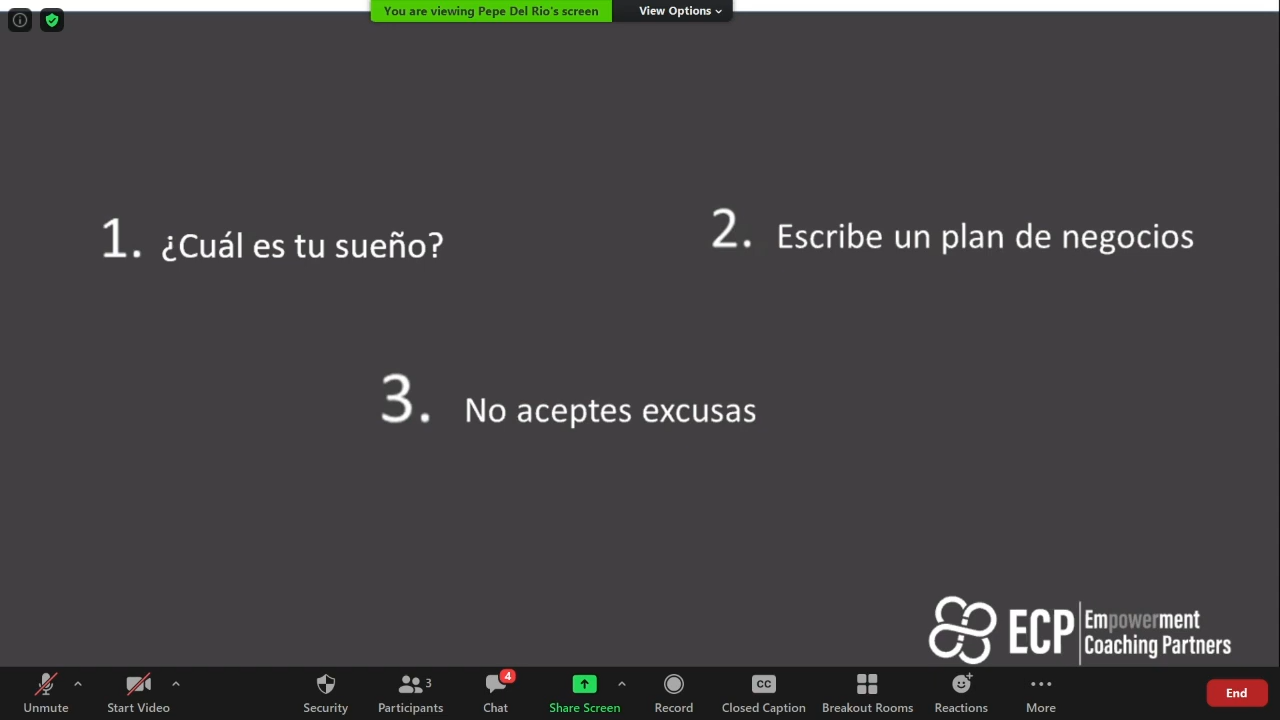 You are viewing Pepe Del Rio's screen
View Options
1. ¿Cuál es tu sueño?
2. Escribe un plan de negocios
3. No aceptes excusas
ECP
Empowerment
Coaching Partners
Unmute
Start Video
Security
3
Participants
4
Chat
Share Screen
Record
CC
Closed Caption
Breakout Rooms
Reactions
More
End